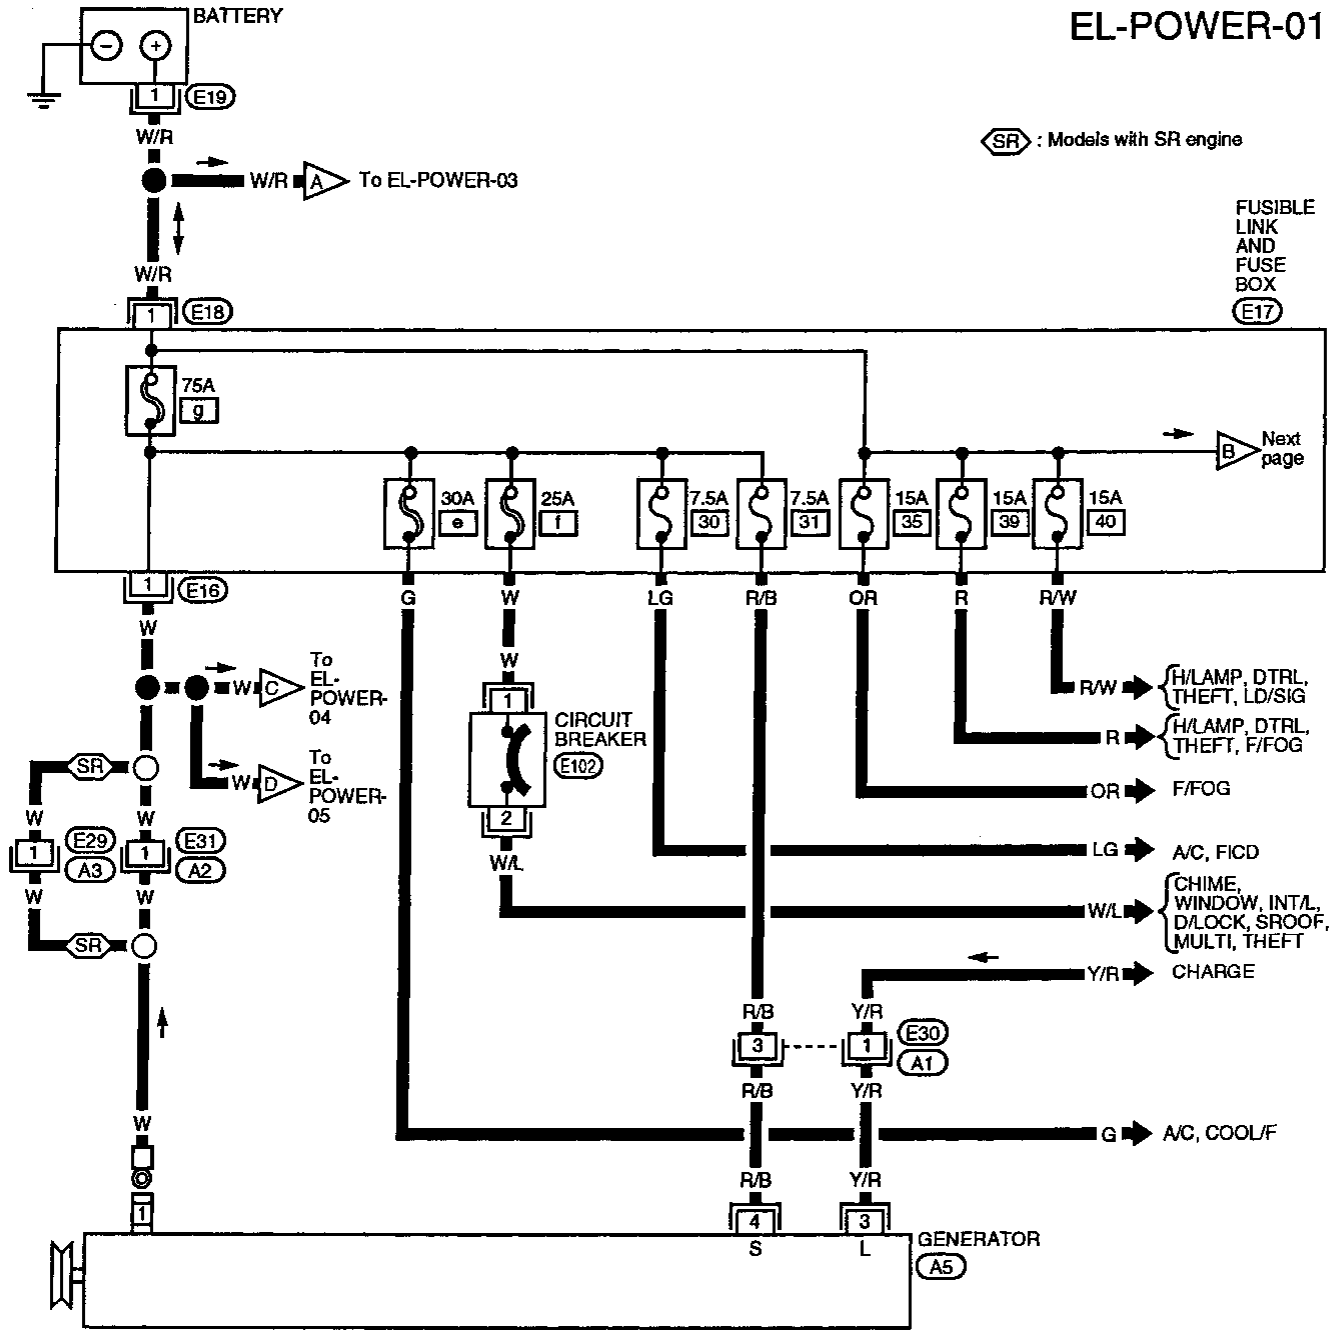 BATTERY
EL-POWER-01
1
E19
W/R
SR : Models with SR engine
W/R
A
To EL-POWER-03
FUSIBLE
LINK
AND
FUSE
BOX
E17
W/R
1
E18
75A
g
B
Next
page
30A
e
25A
f
7.5A
30
7.5A
31
15A
35
15A
39
15A
40
1
E16
G
W
LG
R/B
OR
R
R/W
W
W
C
To
EL-
POWER-
04
W
R/W
H/LAMP, DTRL,
THEFT, LD/SIG
1
CIRCUIT
BREAKER
E102
R
H/LAMP, DTRL,
THEFT, F/FOG
SR
W
D
To
EL-
POWER-
05
OR
F/FOG
W
W
2
1
E29
A3
1
E31
A2
W/L
LG
A/C, FICD
W
W
W/L
CHIME,
WINDOW, INT/L,
D/LOCK, SROOF,
MULTI, THEFT
SR
Y/R
CHARGE
R/B
Y/R
3
1
E30
A1
R/B
Y/R
W
G
A/C, COOL/F
R/B
Y/R
1
4
3
S
L
GENERATOR
A5